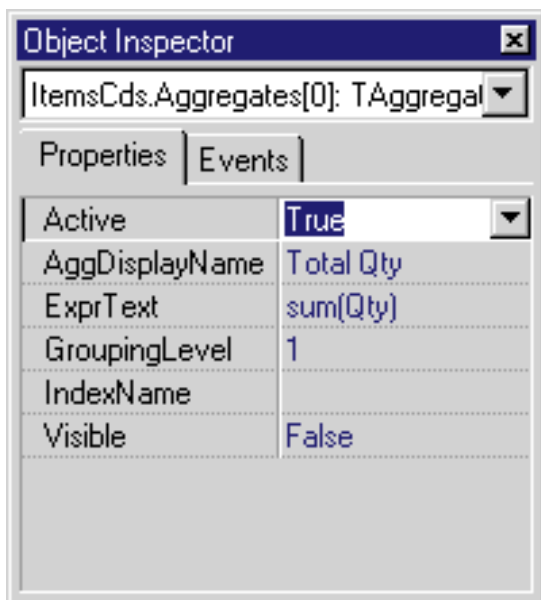 Object Inspector
ItemsCds.Aggregates[0]: TAggregat
Properties Events
Active True
AggDisplayName Total Qty
ExprText sum(Qty)
GroupingLevel 1
IndexName
Visible False